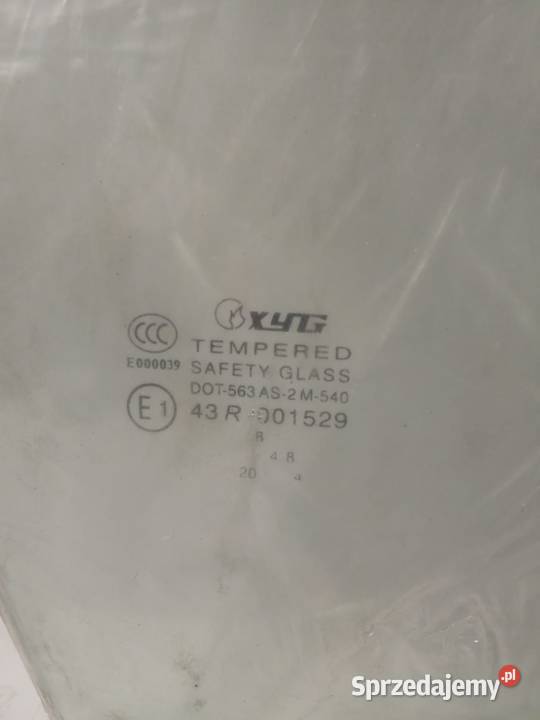 XYG
CCC
TEMPERED
E000039
SAFETY GLASS
DOT-563 AS-2 M-540
E1
43 R-001529
8
4 8
20 4
Sprzedajemy.pl